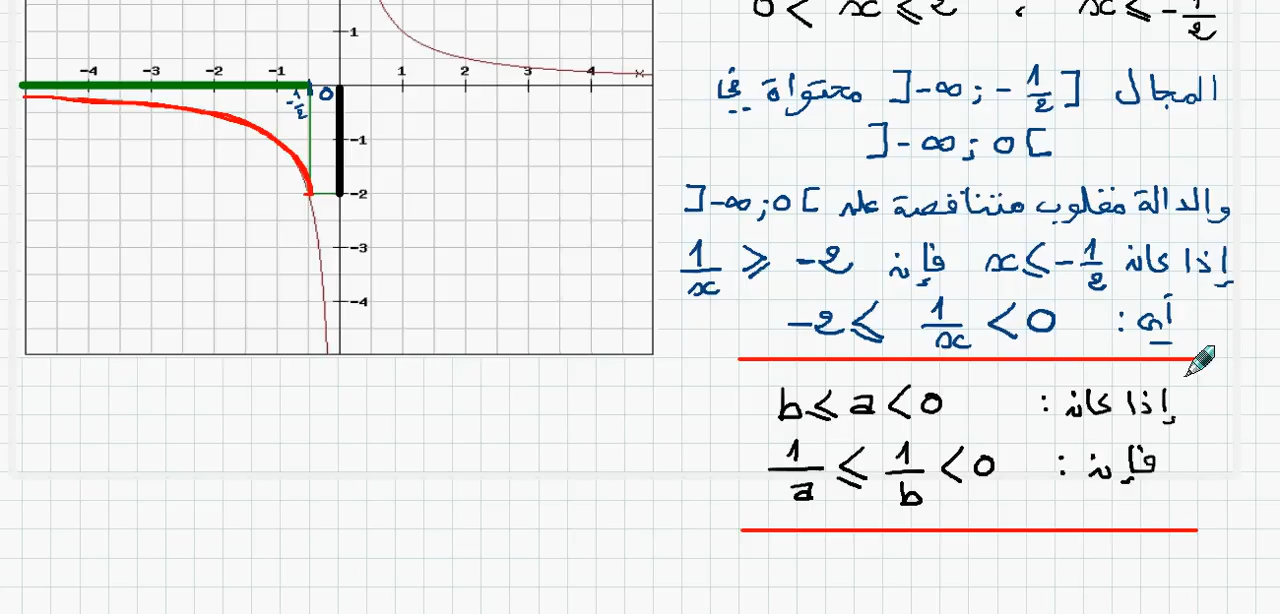 0 < x ⩽ 2 ، x ⩽ -1/2
المجال ]-∞ ; -1/2] محتواة في
]-∞ ; 0[
والدالة مقلوب متناقصة على ]-∞ ; 0[
إذا كان x ⩽ -1/2 فإن 1/x ⩾ -2
أي : -2 ⩽ 1/x < 0
إذا كان : b ⩽ a < 0
فإن : 1/a ⩽ 1/b < 0
1
-4 -3 -2 -1 -1/2 0 1 2 3 4 x
-1
-2
-3
-4